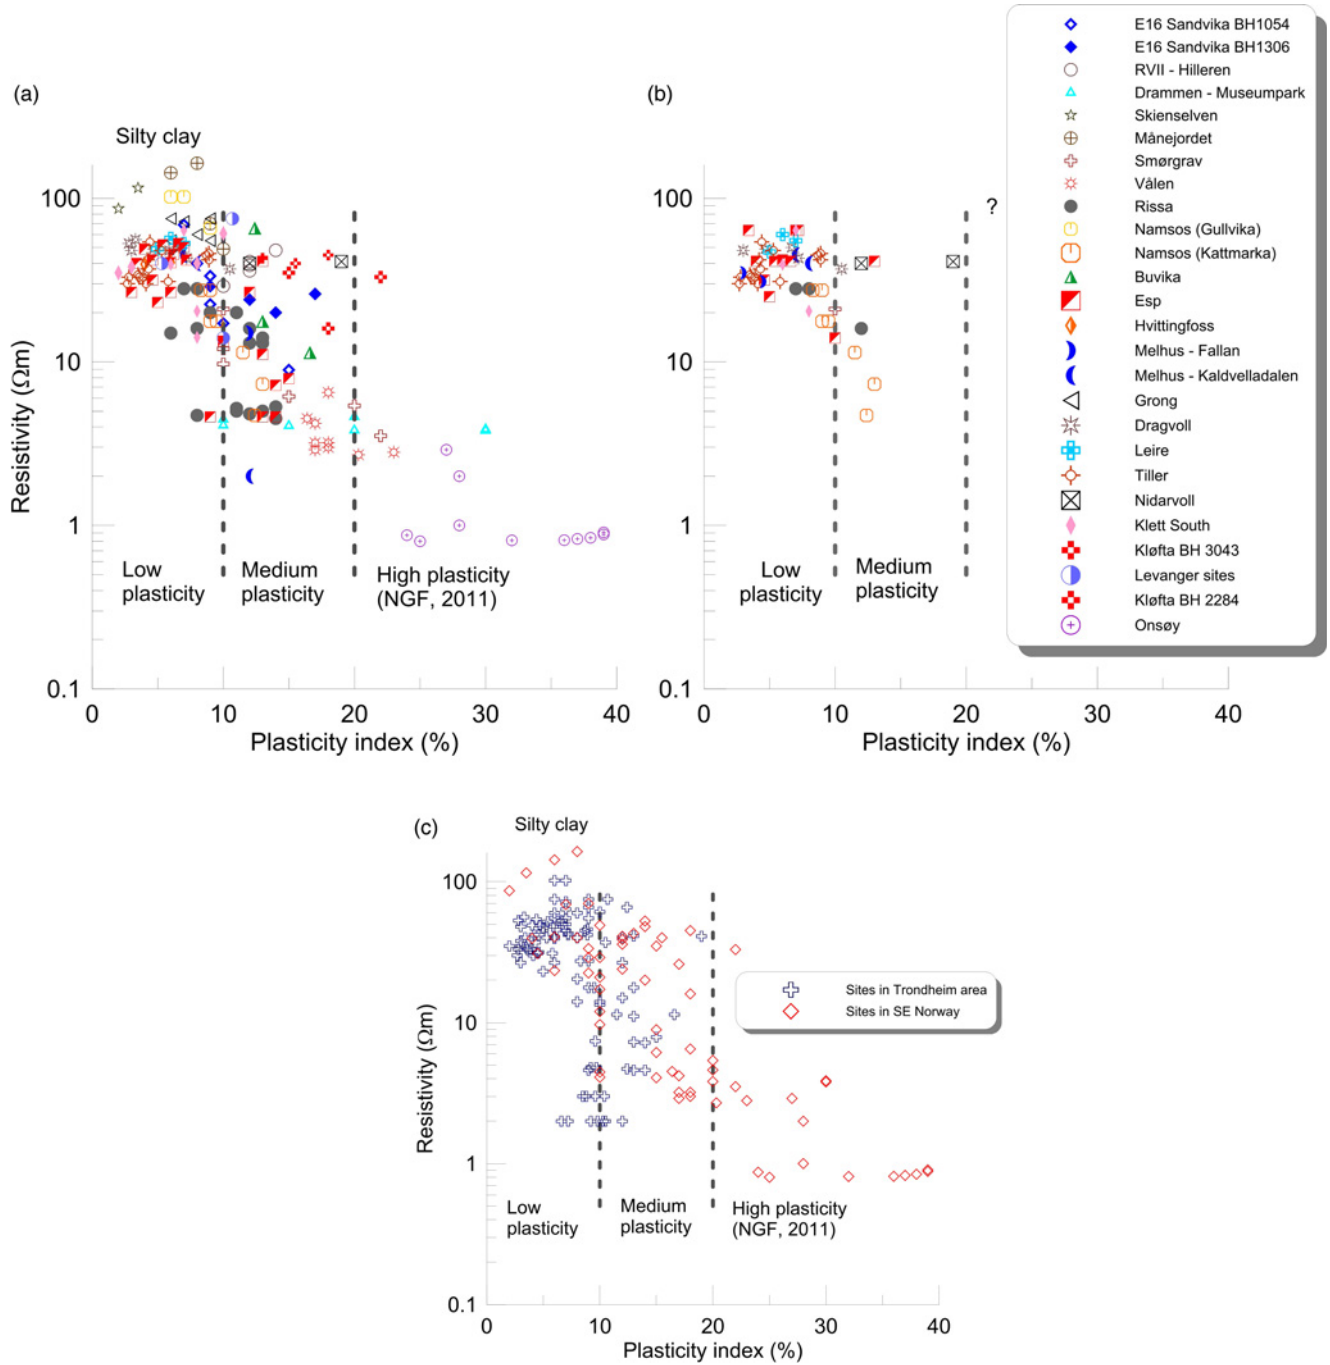 (a)
Silty clay
100
10
1
0.1
Resistivity (Ωm)
Low
plasticity
Medium
plasticity
High plasticity
(NGF, 2011)
0 10 20 30 40
Plasticity index (%)
(b)
?
100
10
1
0.1
Low
plasticity
Medium
plasticity
0 10 20 30 40
Plasticity index (%)
E16 Sandvika BH1054
E16 Sandvika BH1306
RVII - Hilleren
Drammen - Museumpark
Skienselven
Månejordet
Smørgrav
Vålen
Rissa
Namsos (Gullvika)
Namsos (Kattmarka)
Buvika
Esp
Hvittingfoss
Melhus - Fallan
Melhus - Kaldvelladalen
Grong
Dragvoll
Leire
Tiller
Nidarvoll
Klett South
Kløfta BH 3043
Levanger sites
Kløfta BH 2284
Onsøy
(c)
Silty clay
100
10
1
0.1
Resistivity (Ωm)
Sites in Trondheim area
Sites in SE Norway
Low
plasticity
Medium
plasticity
High plasticity
(NGF, 2011)
0 10 20 30 40
Plasticity index (%)